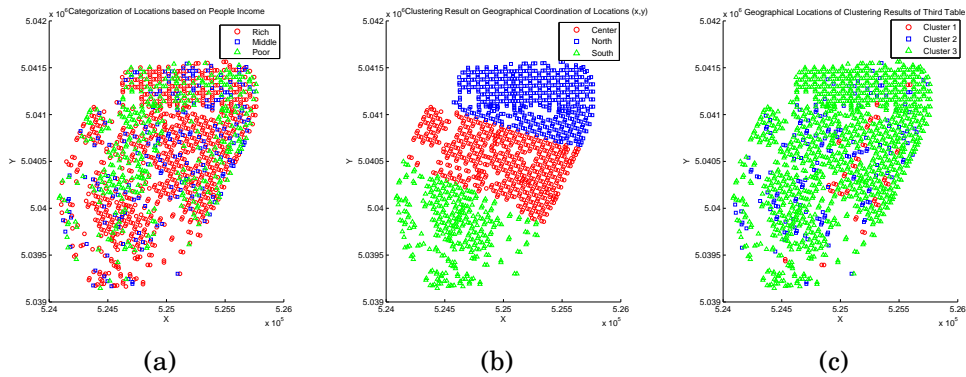 x 10^6 Categorization of Locations based on People Income
Rich
Middle
Poor
5.042
5.0415
5.041
5.0405
5.04
5.0395
5.039
Y
5.24
5.245
5.25
5.255
5.26
X
x 10^5
(a)
x 10^6 Clustering Result on Geographical Coordination of Locations (x,y)
Center
North
South
5.042
5.0415
5.041
5.0405
5.04
5.0395
5.039
Y
5.24
5.245
5.25
5.255
5.26
X
x 10^5
(b)
x 10^6 Geographical Locations of Clustering Results of Third Table
Cluster 1
Cluster 2
Cluster 3
5.042
5.0415
5.041
5.0405
5.04
5.0395
5.039
Y
5.24
5.245
5.25
5.255
5.26
X
x 10^5
(c)